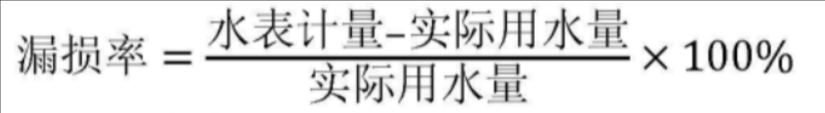 漏损率 = 水表计量−实际用水量 / 实际用水量 × 100%